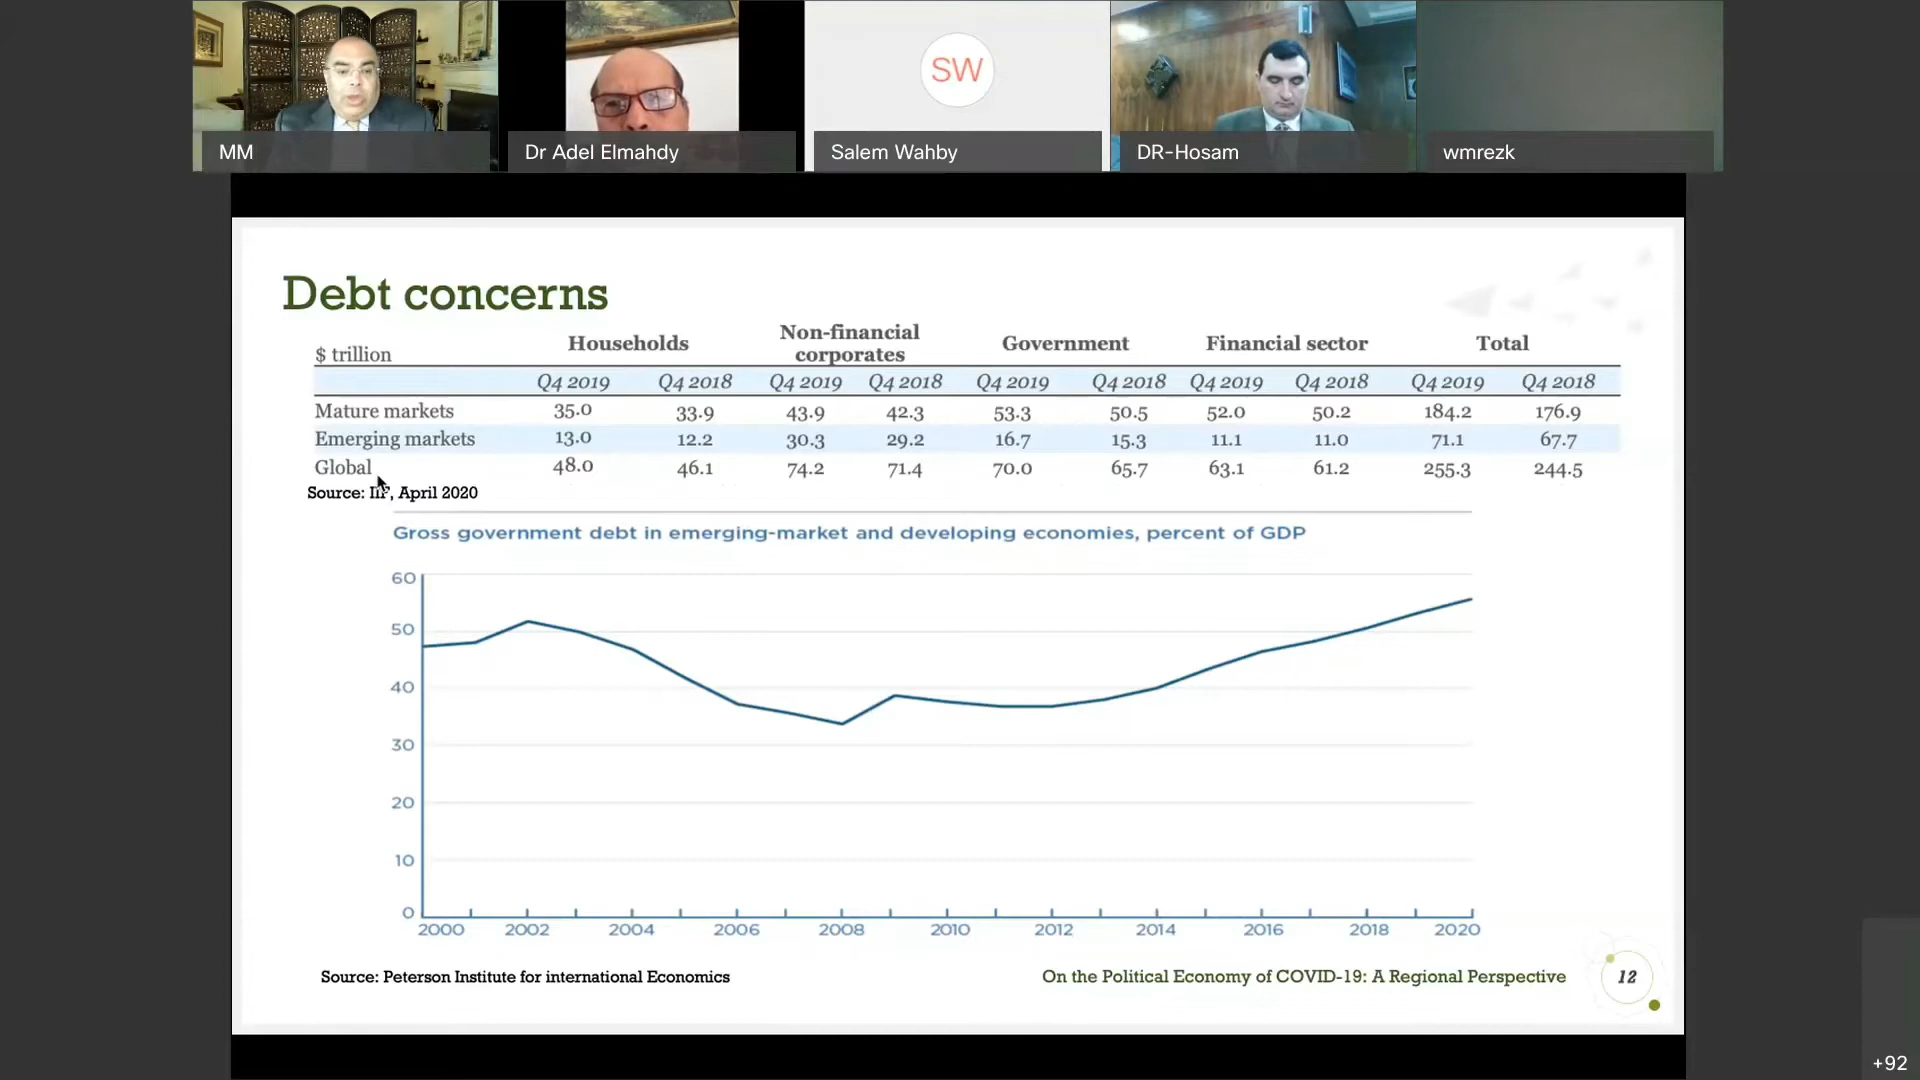 SW
MM
Dr Adel Elmahdy
Salem Wahby
DR-Hosam
wmrezk
Debt concerns
$ trillion Households Non-financial corporates Government Financial sector Total
Q4 2019 Q4 2018 Q4 2019 Q4 2018 Q4 2019 Q4 2018 Q4 2019 Q4 2018 Q4 2019 Q4 2018
Mature markets 35.0 33.9 43.9 42.3 53.3 50.5 52.0 50.2 184.2 176.9
Emerging markets 13.0 12.2 30.3 29.2 16.7 15.3 11.1 11.0 71.1 67.7
Global 48.0 46.1 74.2 71.4 70.0 65.7 63.1 61.2 255.3 244.5
Source: IIF, April 2020
Gross government debt in emerging-market and developing economies, percent of GDP
60
50
40
30
20
10
0
2000 2002 2004 2006 2008 2010 2012 2014 2016 2018 2020
Source: Peterson Institute for international Economics
On the Political Economy of COVID-19: A Regional Perspective
12
+92